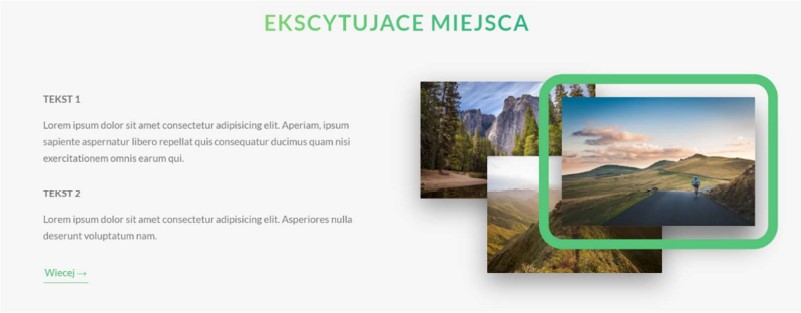 EKSCYTUJACE MIEJSCA
TEKST 1
Lorem ipsum dolor sit amet consectetur adipisicing elit. Aperiam, ipsum
sapiente aspernatur libero repellat quis consequatur ducimus quam nisi
exercitationem omnis earum qui.
TEKST 2
Lorem ipsum dolor sit amet consectetur adipisicing elit. Asperiores nulla
deserunt voluptatum nam.
Wiecej →